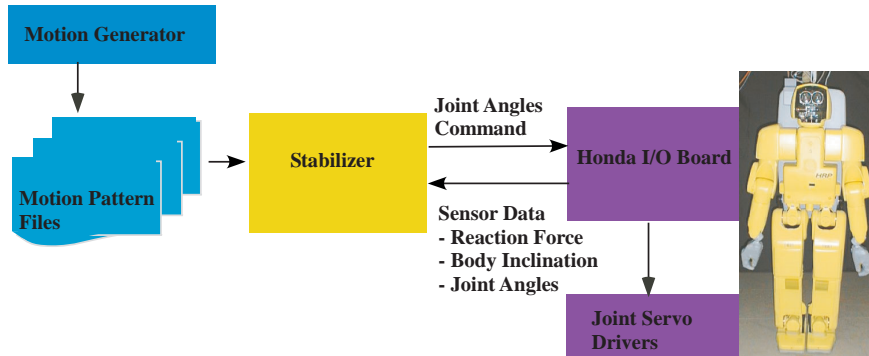 Motion Generator
Motion Pattern
Files
Stabilizer
Joint Angles
Command
Honda I/O Board
Sensor Data
- Reaction Force
- Body Inclination
- Joint Angles
Joint Servo
Drivers
HRP